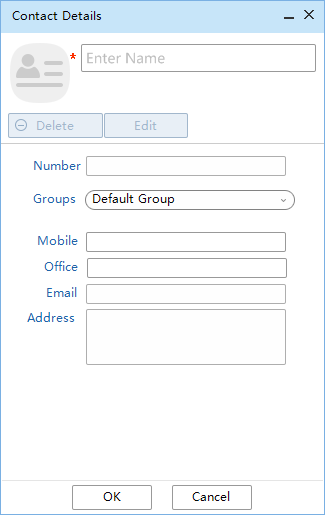 Contact Details
* Enter Name
Delete Edit
Number
Groups Default Group
Mobile
Office
Email
Address
OK Cancel